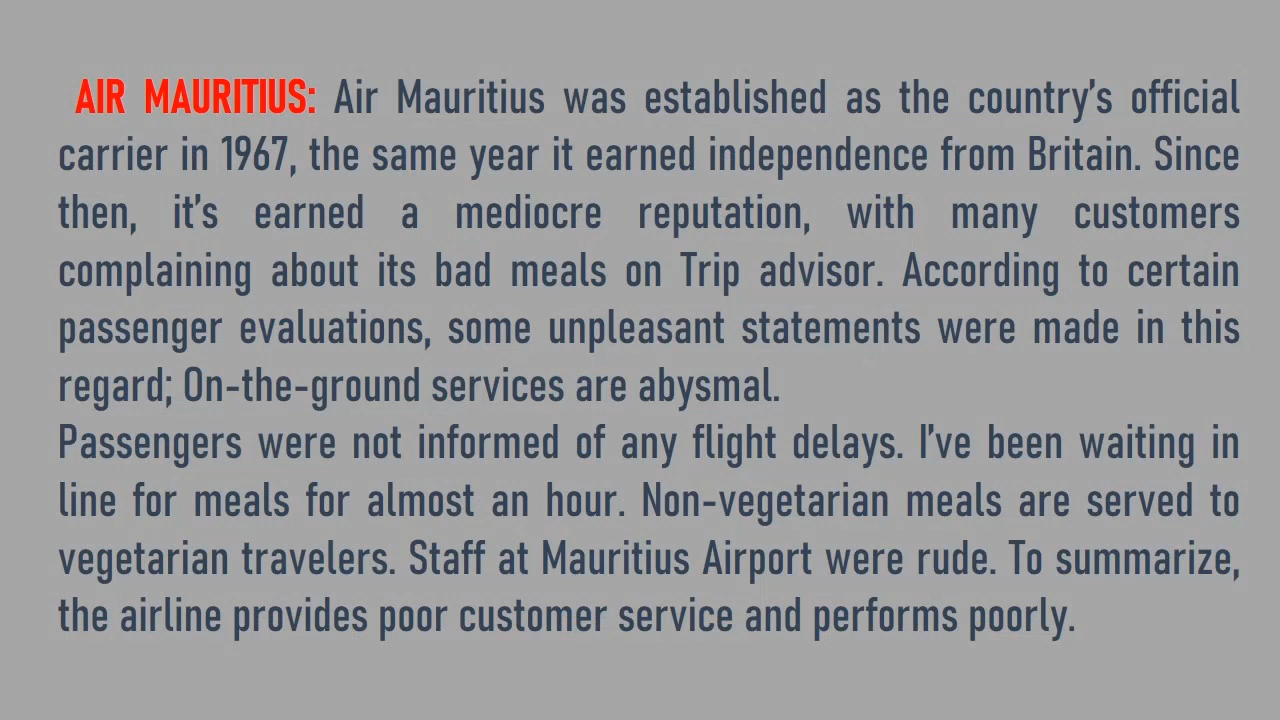 AIR MAURITIUS: Air Mauritius was established as the country's official
carrier in 1967, the same year it earned independence from Britain. Since
then, it's earned a mediocre reputation, with many customers
complaining about its bad meals on Trip advisor. According to certain
passenger evaluations, some unpleasant statements were made in this
regard; On-the-ground services are abysmal.
Passengers were not informed of any flight delays. I've been waiting in
line for meals for almost an hour. Non-vegetarian meals are served to
vegetarian travelers. Staff at Mauritius Airport were rude. To summarize,
the airline provides poor customer service and performs poorly.